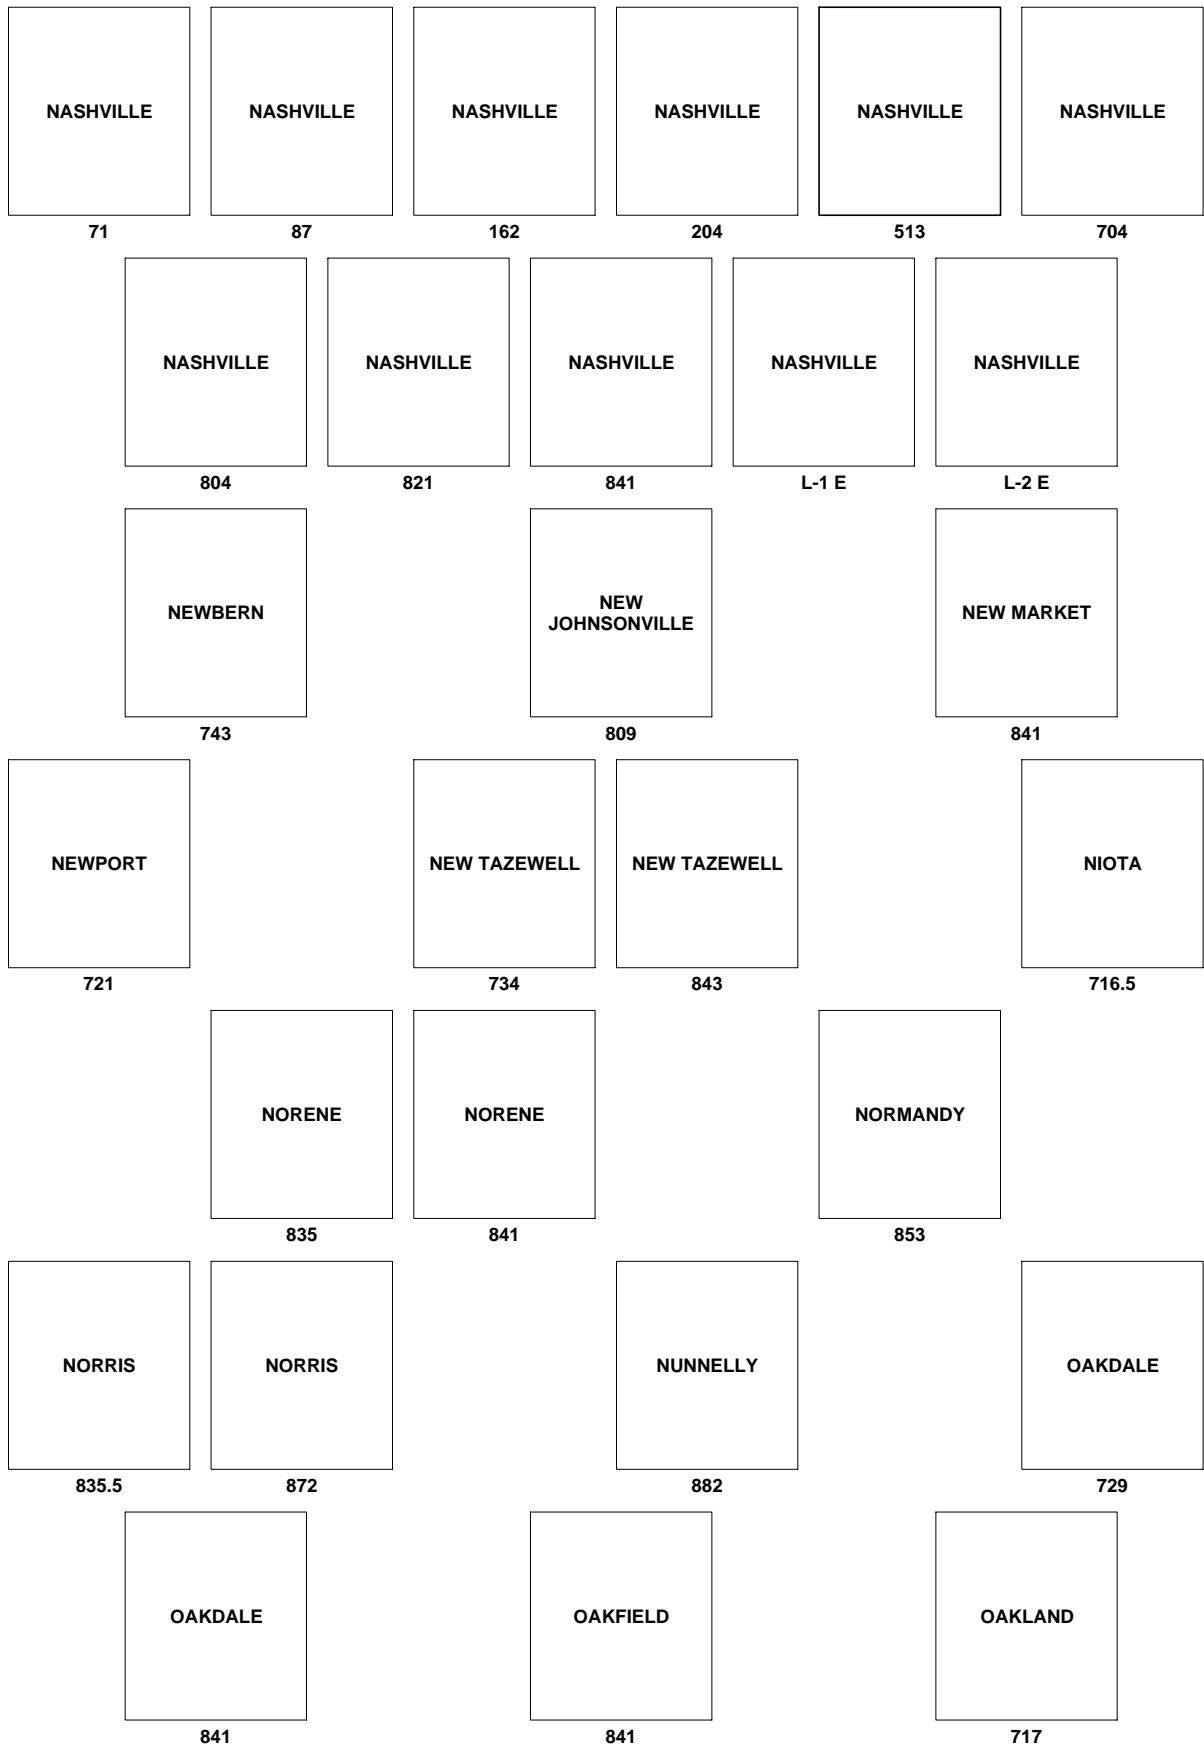 NASHVILLE NASHVILLE NASHVILLE NASHVILLE NASHVILLE NASHVILLE
71 87 162 204 513 704
NASHVILLE NASHVILLE NASHVILLE NASHVILLE NASHVILLE
804 821 841 L-1 E L-2 E
NEWBERN NEW JOHNSONVILLE NEW MARKET
743 809 841
NEWPORT NEW TAZEWELL NEW TAZEWELL NIOTA
721 734 843 716.5
NORENE NORENE NORMANDY
835 841 853
NORRIS NORRIS NUNNELLY OAKDALE
835.5 872 882 729
OAKDALE OAKFIELD OAKLAND
841 841 717